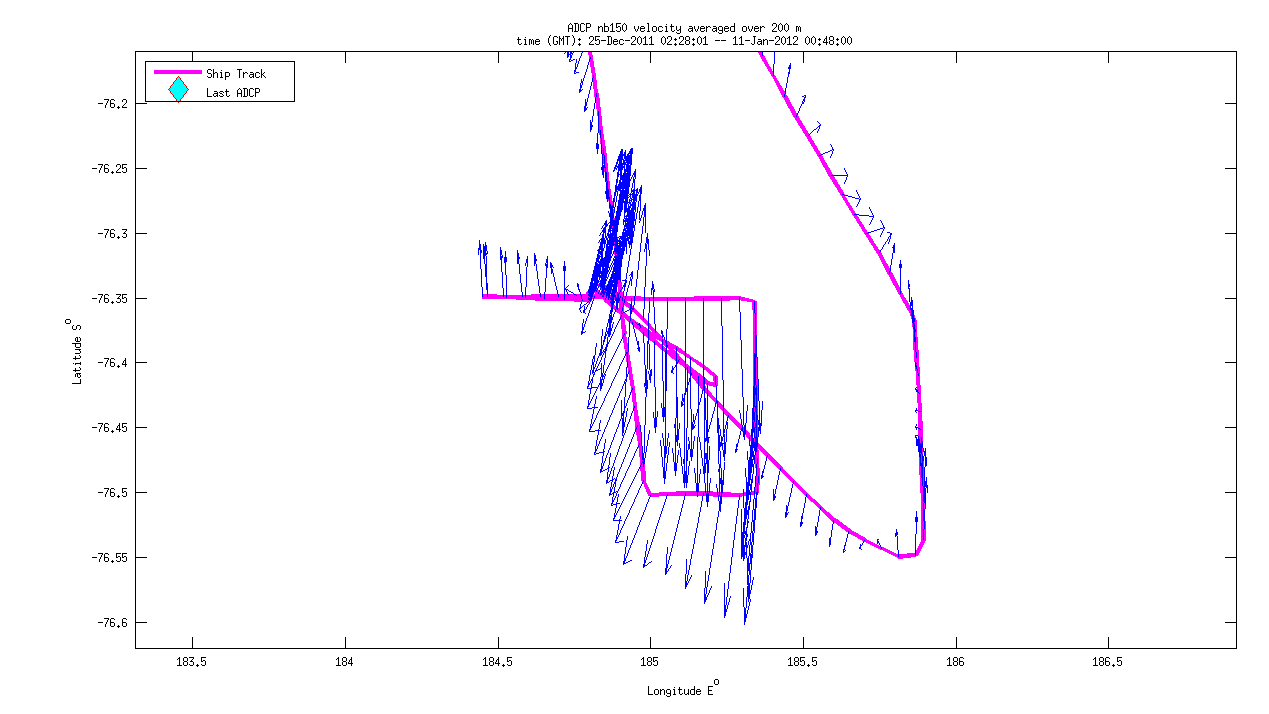 ADCP nb150 velocity averaged over 200 m
time (GMT): 25-Dec-2011 02:28:01 -- 11-Jan-2012 00:48:00
Ship Track
Last ADCP
-76.2
-76.25
-76.3
-76.35
-76.4
-76.45
-76.5
-76.55
-76.6
Latitude S°
183.5
184
184.5
185
185.5
186
186.5
Longitude E°